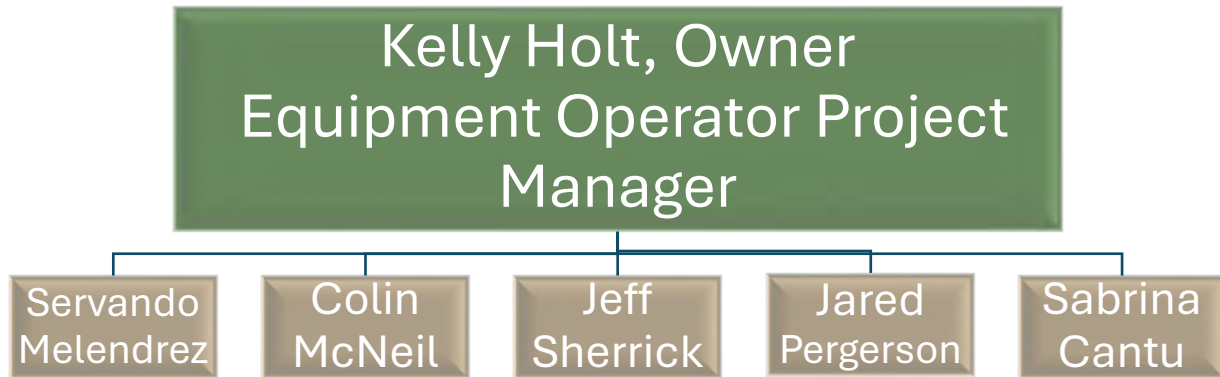 Kelly Holt, Owner
Equipment Operator Project
Manager
Servando
Melendrez
Colin
McNeil
Jeff
Sherrick
Jared
Pergerson
Sabrina
Cantu